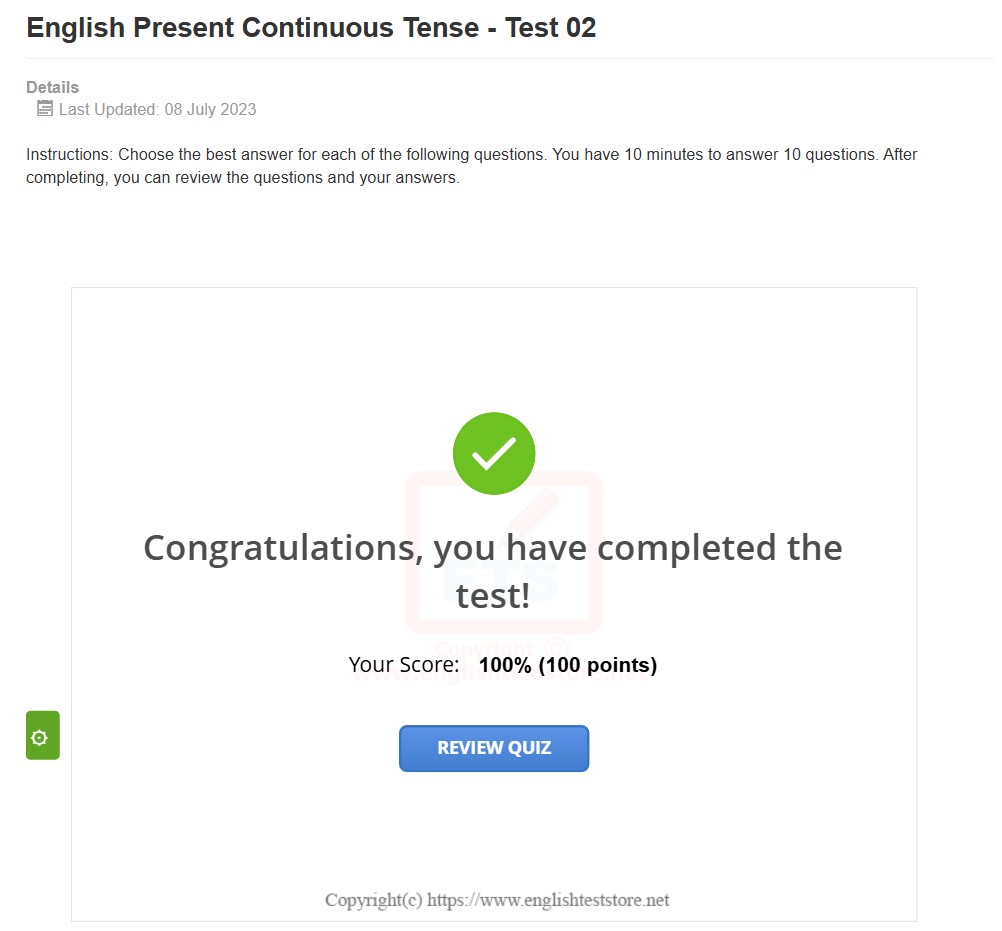 English Present Continuous Tense - Test 02
Details
Last Updated: 08 July 2023
Instructions: Choose the best answer for each of the following questions. You have 10 minutes to answer 10 questions. After
completing, you can review the questions and your answers.
ETS
Congratulations, you have completed the
test!
Copyright ©
Your Score: 100% (100 points)
www.englishteststore.net
REVIEW QUIZ
Copyright(c) https://www.englishteststore.net